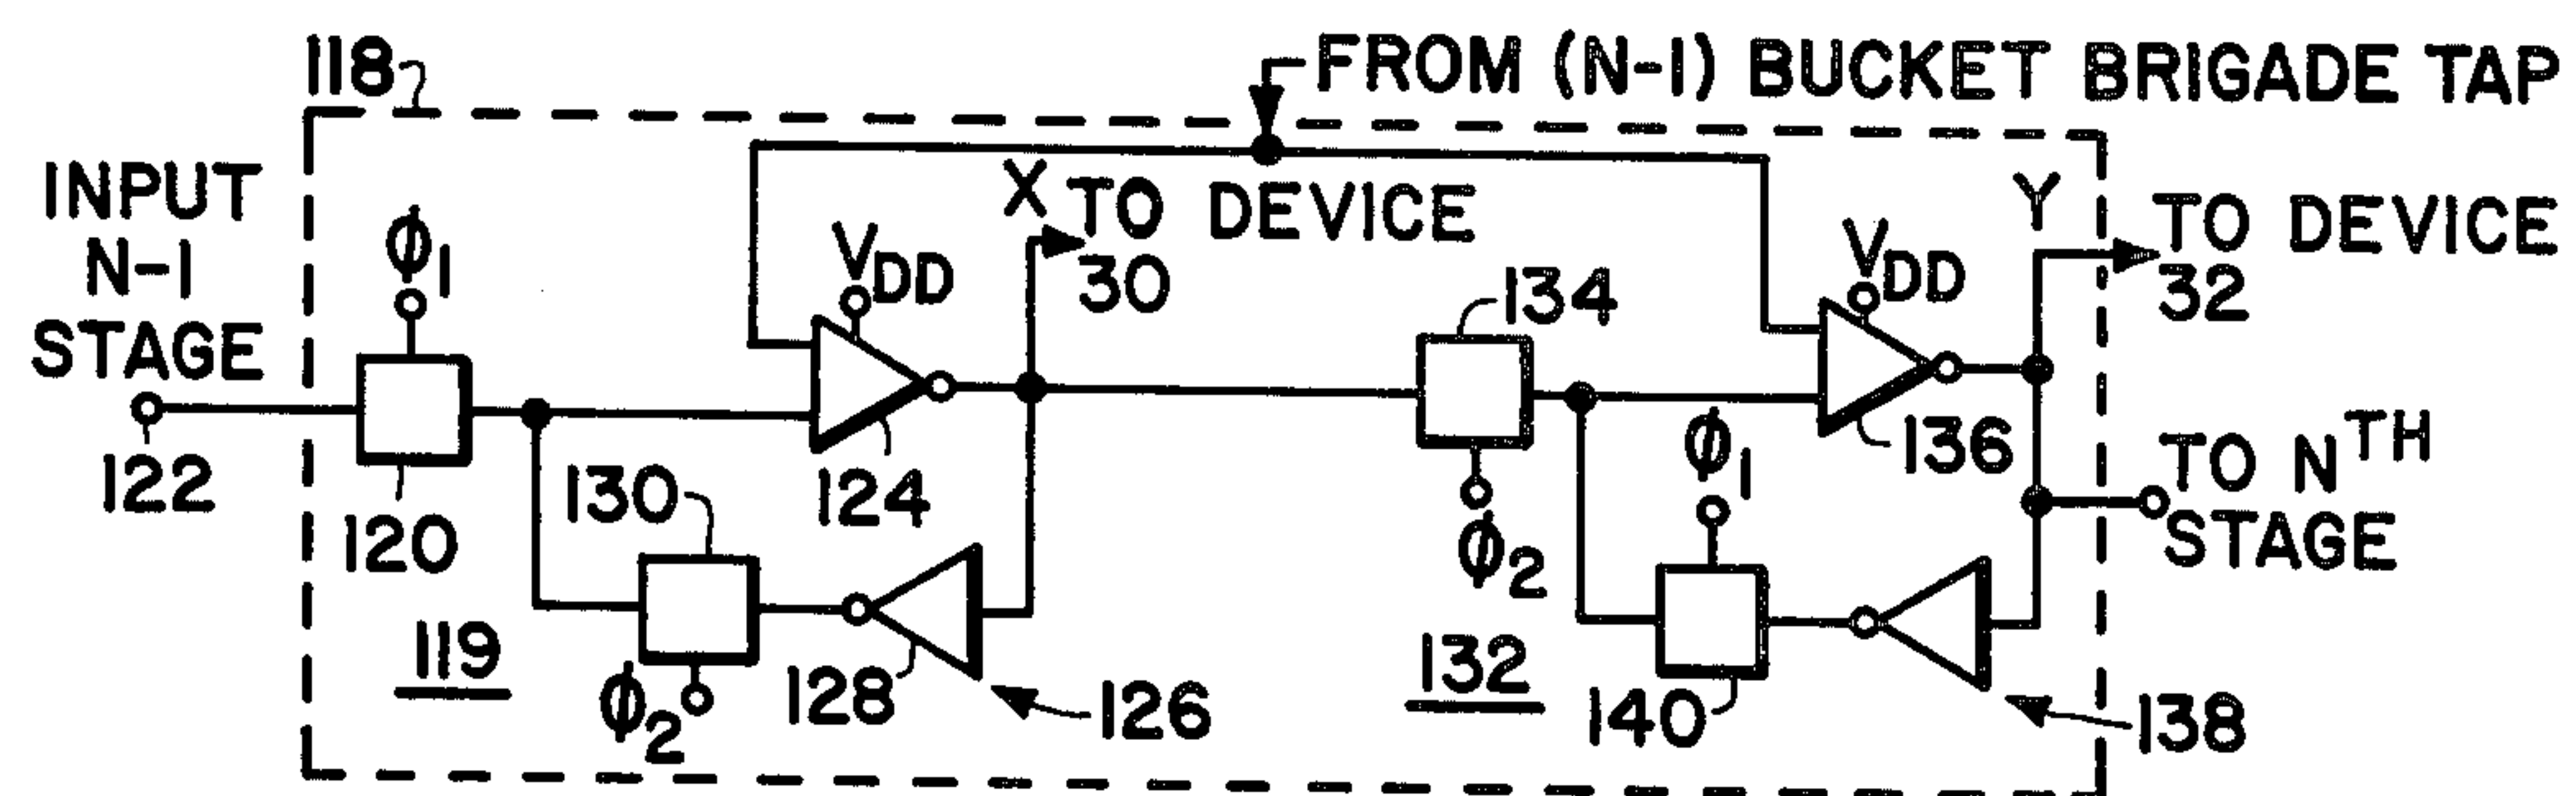 118
FROM (N-1) BUCKET BRIGADE TAP
INPUT
N-1
STAGE
122
ϕ1
120
VDD
124
X TO DEVICE
30
130
ϕ2
119
128
126
134
ϕ2
132
VDD
136
ϕ1
140
138
Y
TO DEVICE
32
TO NTH
STAGE